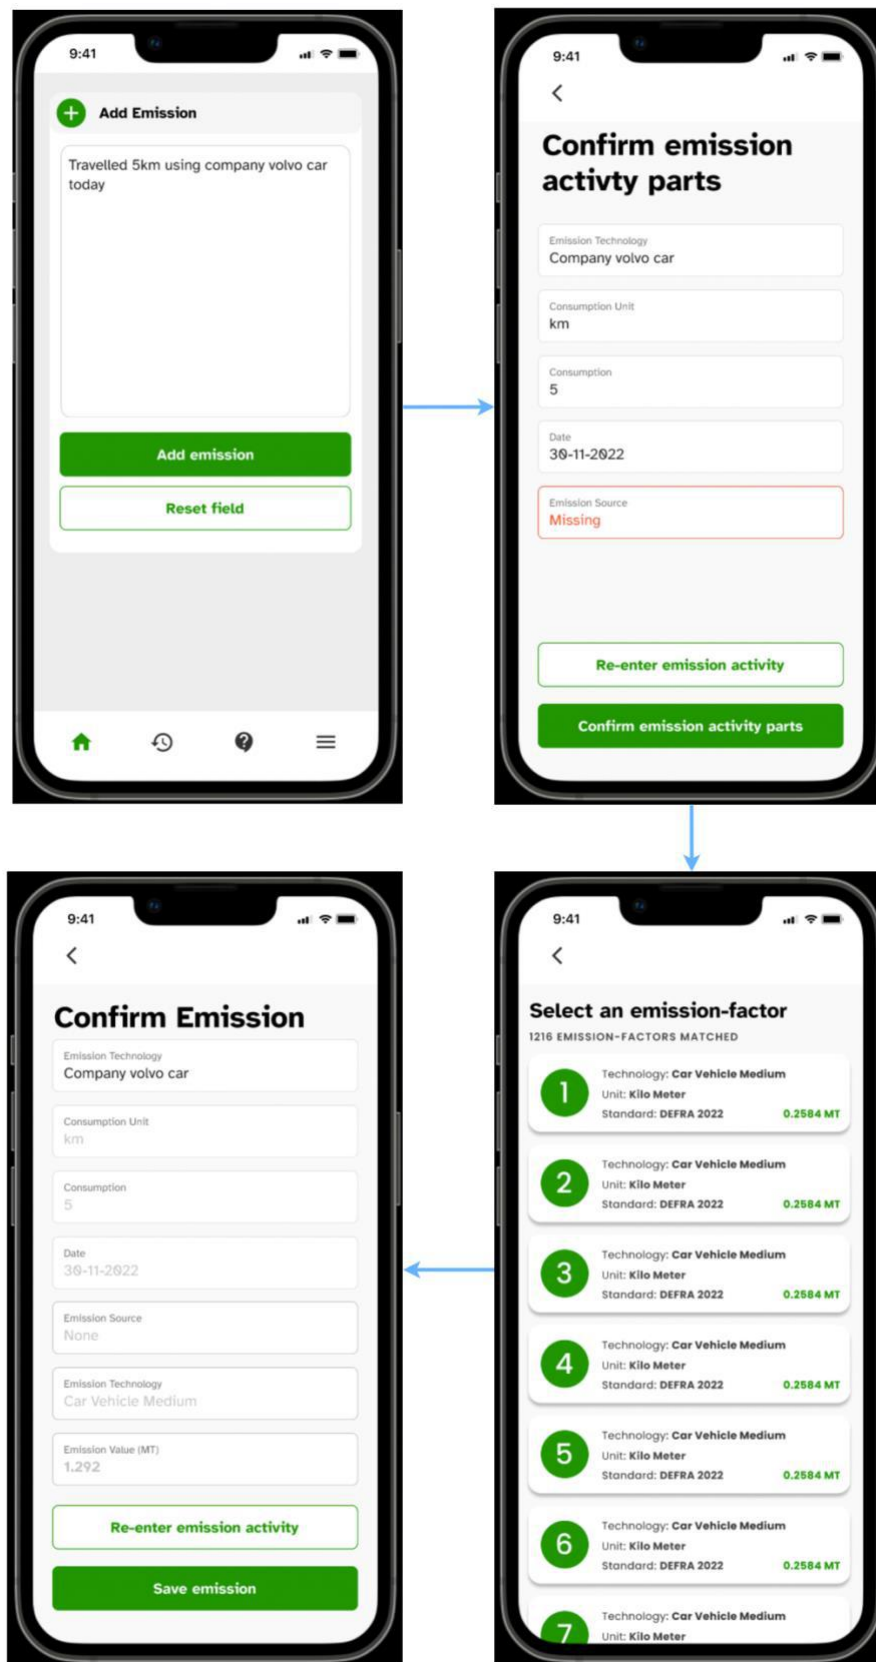 9:41
Add Emission
Travelled 5km using company volvo car
today
Add emission
Reset field
9:41
Confirm emission
activty parts
Emission Technology
Company volvo car
Consumption Unit
km
Consumption
5
Date
30-11-2022
Emission Source
Missing
Re-enter emission activity
Confirm emission activity parts
9:41
Select an emission-factor
1216 EMISSION-FACTORS MATCHED
1
Technology: Car Vehicle Medium
Unit: Kilo Meter
Standard: DEFRA 2022 0.2584 MT
2
Technology: Car Vehicle Medium
Unit: Kilo Meter
Standard: DEFRA 2022 0.2584 MT
3
Technology: Car Vehicle Medium
Unit: Kilo Meter
Standard: DEFRA 2022 0.2584 MT
4
Technology: Car Vehicle Medium
Unit: Kilo Meter
Standard: DEFRA 2022 0.2584 MT
5
Technology: Car Vehicle Medium
Unit: Kilo Meter
Standard: DEFRA 2022 0.2584 MT
6
Technology: Car Vehicle Medium
Unit: Kilo Meter
Standard: DEFRA 2022 0.2584 MT
7
Technology: Car Vehicle Medium
Unit: Kilo Meter
9:41
Confirm Emission
Emission Technology
Company volvo car
Consumption Unit
km
Consumption
5
Date
30-11-2022
Emission Source
None
Emission Technology
Car Vehicle Medium
Emission Value (MT)
1.292
Re-enter emission activity
Save emission